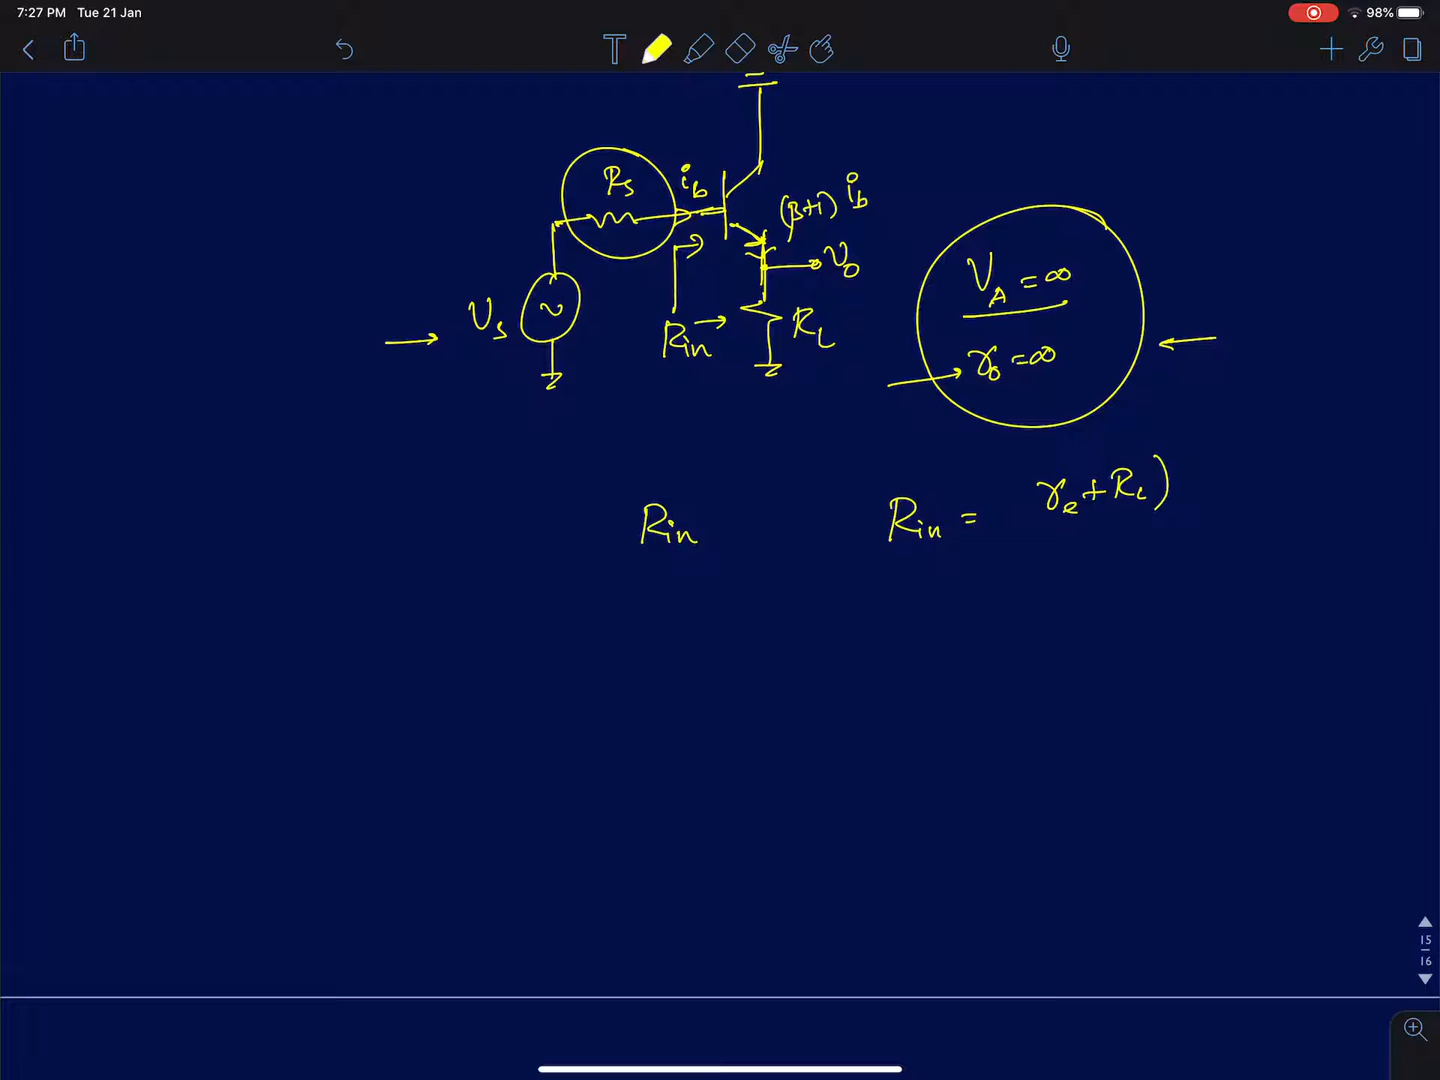 7:27 PM Tue 21 Jan
98%
T
Rs
ib
(β+1) ib
Vo
Vs
Rin
RL
VA = ∞
ro = ∞
Rin
Rin = re + RL)
15
16